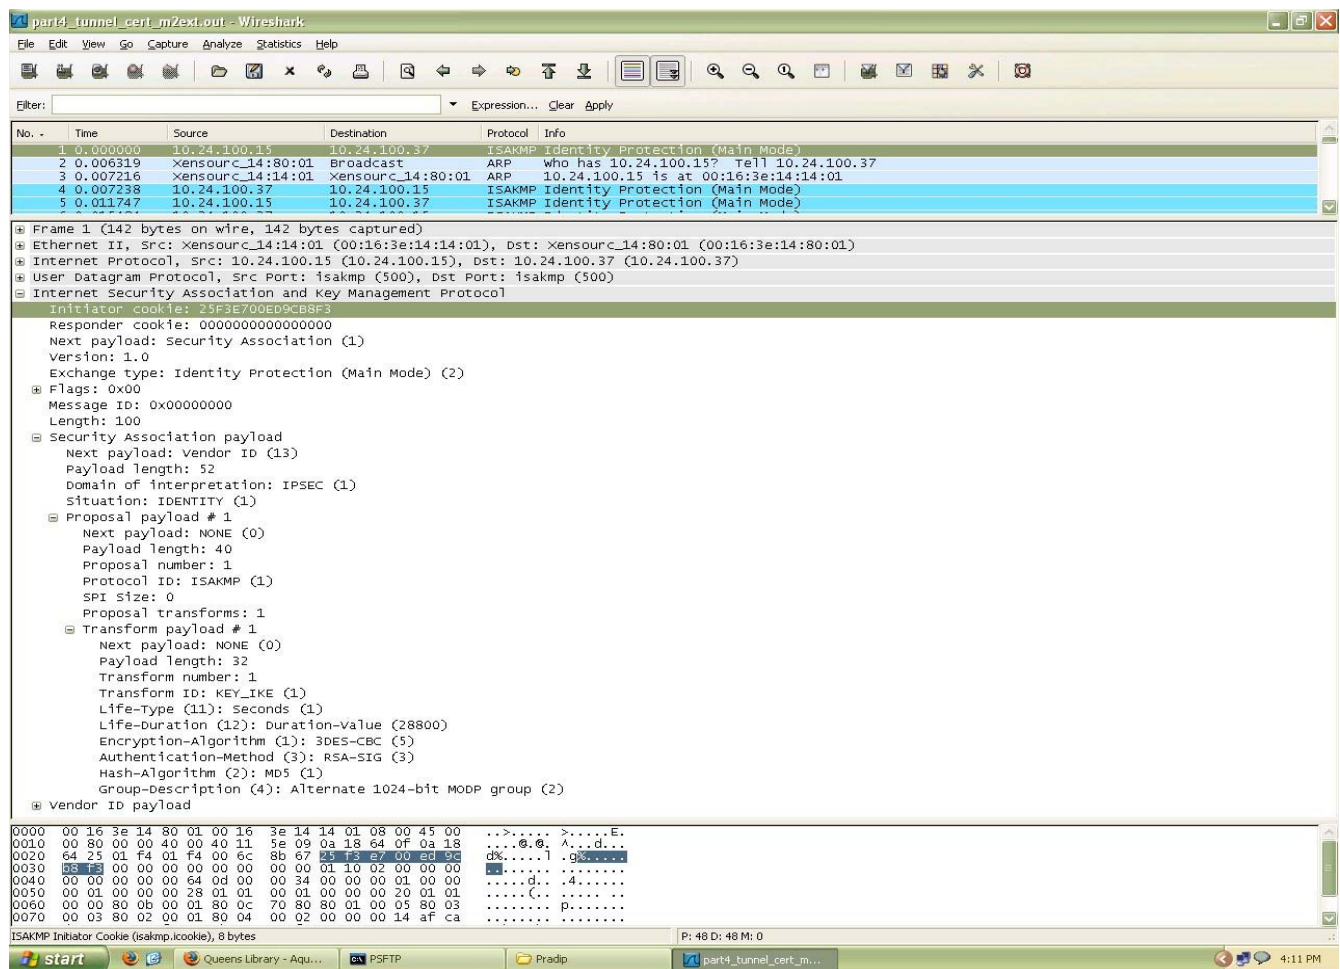 part4_tunnel_cert_m2ext.out - Wireshark
File Edit View Go Capture Analyze Statistics Help
Filter: Expression... Clear Apply
No. - Time Source Destination Protocol Info
1 0.000000 10.24.100.15 10.24.100.37 ISAKMP Identity Protection (Main Mode)
2 0.006319 Xensourc_14:80:01 Broadcast ARP Who has 10.24.100.15? Tell 10.24.100.37
3 0.007216 Xensourc_14:14:01 Xensourc_14:80:01 ARP 10.24.100.15 is at 00:16:3e:14:14:01
4 0.007238 10.24.100.37 10.24.100.15 ISAKMP Identity Protection (Main Mode)
5 0.011747 10.24.100.15 10.24.100.37 ISAKMP Identity Protection (Main Mode)
Frame 1 (142 bytes on wire, 142 bytes captured)
Ethernet II, Src: Xensourc_14:14:01 (00:16:3e:14:14:01), Dst: Xensourc_14:80:01 (00:16:3e:14:80:01)
Internet Protocol, Src: 10.24.100.15 (10.24.100.15), Dst: 10.24.100.37 (10.24.100.37)
User Datagram Protocol, Src Port: isakmp (500), Dst Port: isakmp (500)
Internet Security Association and Key Management Protocol
Initiator cookie: 25F3E700ED9CB8F3
Responder cookie: 0000000000000000
Next payload: Security Association (1)
Version: 1.0
Exchange type: Identity Protection (Main Mode) (2)
Flags: 0x00
Message ID: 0x00000000
Length: 100
Security Association payload
Next payload: Vendor ID (13)
Payload length: 52
Domain of interpretation: IPSEC (1)
Situation: IDENTITY (1)
Proposal payload # 1
Next payload: NONE (0)
Payload length: 40
Proposal number: 1
Protocol ID: ISAKMP (1)
SPI Size: 0
Proposal transforms: 1
Transform payload # 1
Next payload: NONE (0)
Payload length: 32
Transform number: 1
Transform ID: KEY_IKE (1)
Life-Type (11): Seconds (1)
Life-Duration (12): Duration-Value (28800)
Encryption-Algorithm (1): 3DES-CBC (5)
Authentication-Method (3): RSA-SIG (3)
Hash-Algorithm (2): MD5 (1)
Group-Description (4): Alternate 1024-bit MODP group (2)
Vendor ID payload
0000 00 16 3e 14 80 01 00 16 3e 14 14 01 08 00 45 00 ..>..... >.....E.
0010 00 80 00 00 40 00 40 11 5e 09 0a 18 64 0f 0a 18 ....@.@. ^...d...
0020 64 25 01 f4 01 f4 00 6c 8b 67 25 f3 e7 00 ed 9c d%.....l .g%.....
0030 b8 f3 00 00 00 00 00 00 00 00 01 10 02 00 00 00 ........ ........
0040 00 00 00 00 00 64 0d 00 00 34 00 00 00 01 00 00 .....d.. .4......
0050 00 01 00 00 00 28 01 01 00 01 00 00 00 20 01 01 .....(.. ..... ..
0060 00 00 80 0b 00 01 80 0c 70 80 80 01 00 05 80 03 ........ p.......
0070 00 03 80 02 00 01 80 04 00 02 00 00 00 14 af ca ........ ........
ISAKMP Initiator Cookie (isakmp.icookie), 8 bytes P: 48 D: 48 M: 0
start Queens Library - Aqu... PSFTP Pradip part4_tunnel_cert_m... 4:11 PM